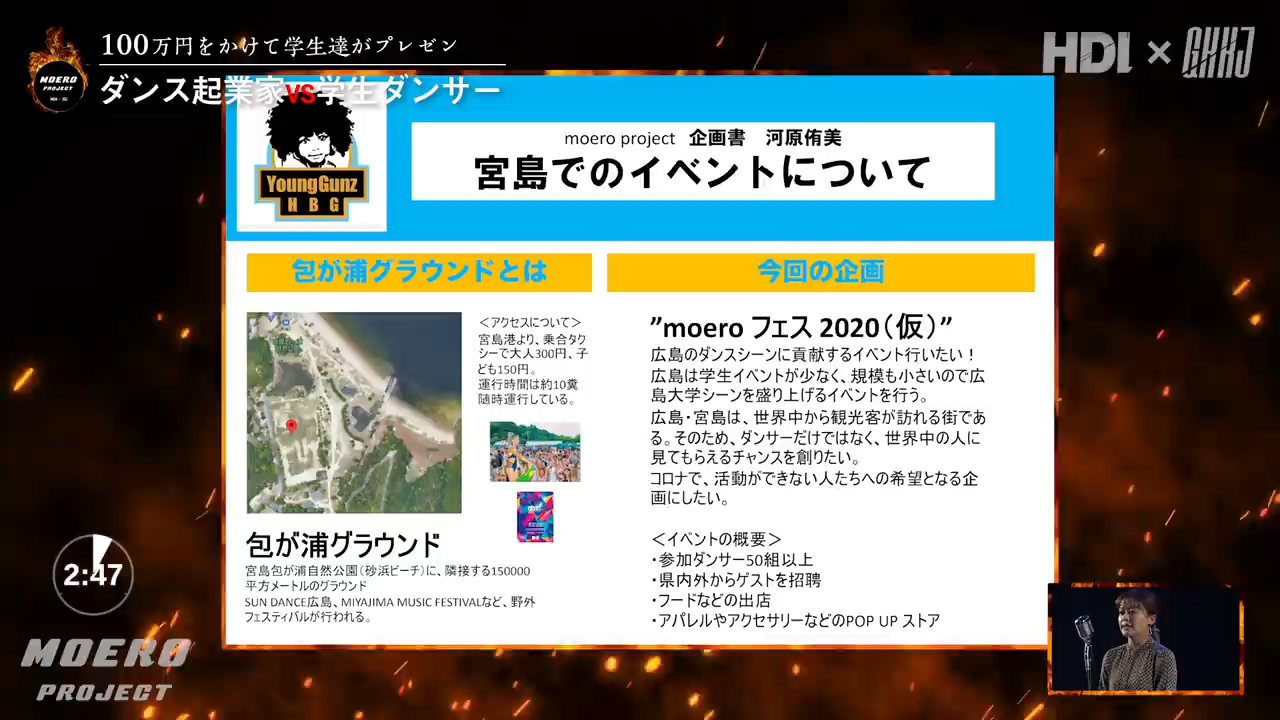 100万円をかけて学生達がプレゼン
ダンス起業家vs学生ダンサー
MOERO
PROJECT
HDI × GKKJ
YoungGunz
HBG
moero project 企画書 河原侑美
宮島でのイベントについて
包が浦グラウンドとは
今回の企画
＜アクセスについて＞
宮島港より、乗合タク
シーで大人300円、子
ども150円。
運行時間は約10糞
随時運行している。
包が浦グラウンド
宮島包が浦自然公園（砂浜ビーチ）に、隣接する150000
平方メートルのグラウンド
SUN DANCE広島、MIYAJIMA MUSIC FESTIVALなど、野外
フェスティバルが行われる。
”moero フェス 2020（仮）”
広島のダンスシーンに貢献するイベント行いたい！
広島は学生イベントが少なく、規模も小さいので広
島大学シーンを盛り上げるイベントを行う。
広島・宮島は、世界中から観光客が訪れる街であ
る。そのため、ダンサーだけではなく、世界中の人に
見てもらえるチャンスを創りたい。
コロナで、活動ができない人たちへの希望となる企
画にしたい。
＜イベントの概要＞
・参加ダンサー50組以上
・県内外からゲストを招聘
・フードなどの出店
・アパレルやアクセサリーなどのPOP UP ストア
2:47
MOERO
PROJECT